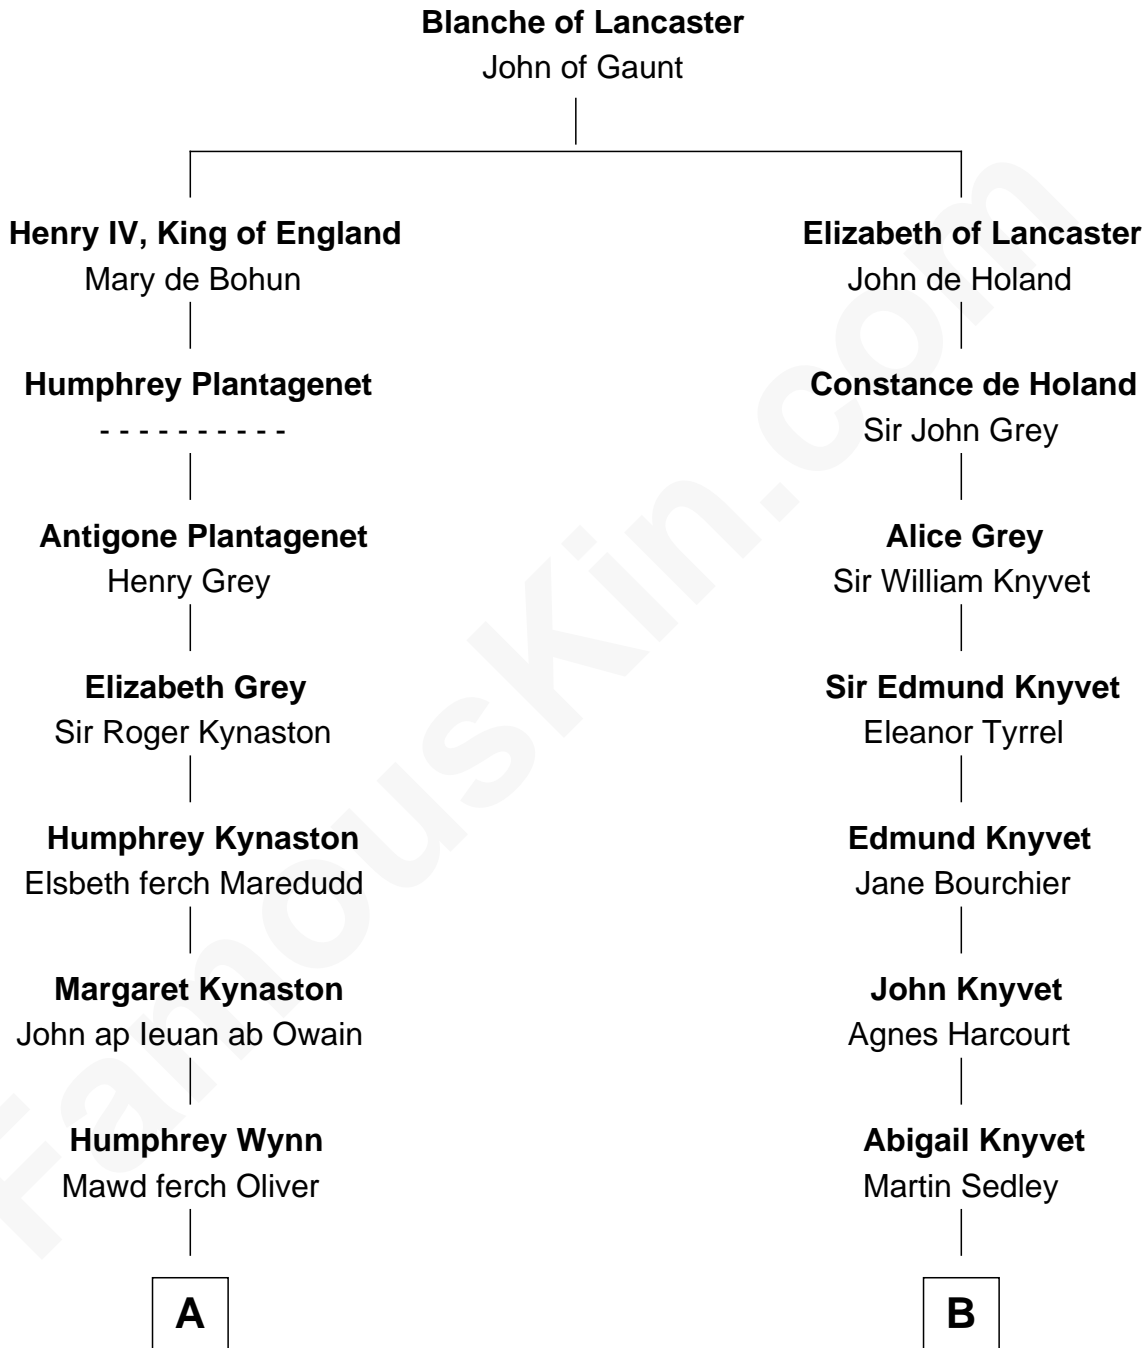 Blanche of Lancaster
John of Gaunt
Henry IV, King of England
Mary de Bohun
Elizabeth of Lancaster
John de Holand
Humphrey Plantagenet
- - - - - - - - - -
Constance de Holand
Sir John Grey
Antigone Plantagenet
Henry Grey
Alice Grey
Sir William Knyvet
Elizabeth Grey
Sir Roger Kynaston
Sir Edmund Knyvet
Eleanor Tyrrel
Humphrey Kynaston
Elsbeth ferch Maredudd
Edmund Knyvet
Jane Bourchier
Margaret Kynaston
John ap Ieuan ab Owain
John Knyvet
Agnes Harcourt
Humphrey Wynn
Mawd ferch Oliver
Abigail Knyvet
Martin Sedley
A
B
FamousKin.com